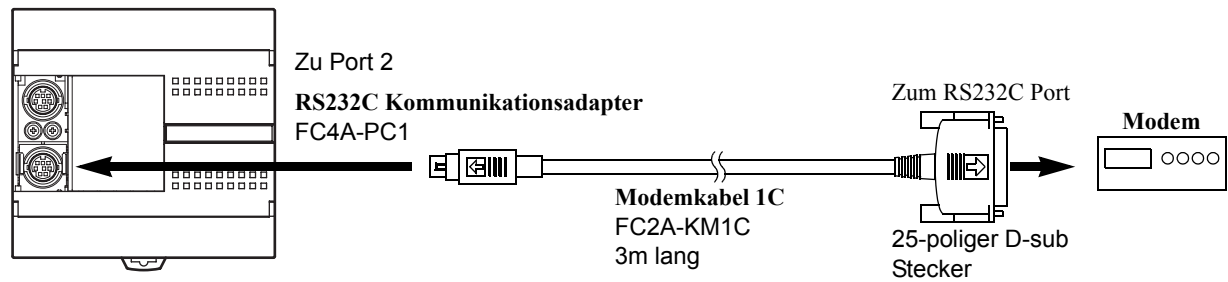 Zu Port 2
RS232C Kommunikationsadapter
FC4A-PC1
Modemkabel 1C
FC2A-KM1C
3m lang
Zum RS232C Port
25-poliger D-sub
Stecker
Modem